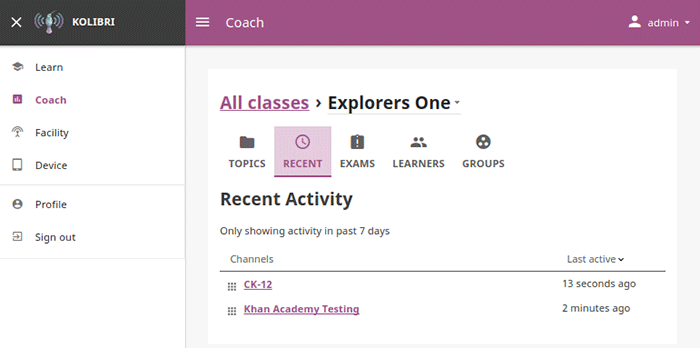 KOLIBRI
Coach
admin
Learn
Coach
Facility
Device
Profile
Sign out
All classes › Explorers One
TOPICS RECENT EXAMS LEARNERS GROUPS
Recent Activity
Only showing activity in past 7 days
Channels Last active
CK-12 13 seconds ago
Khan Academy Testing 2 minutes ago